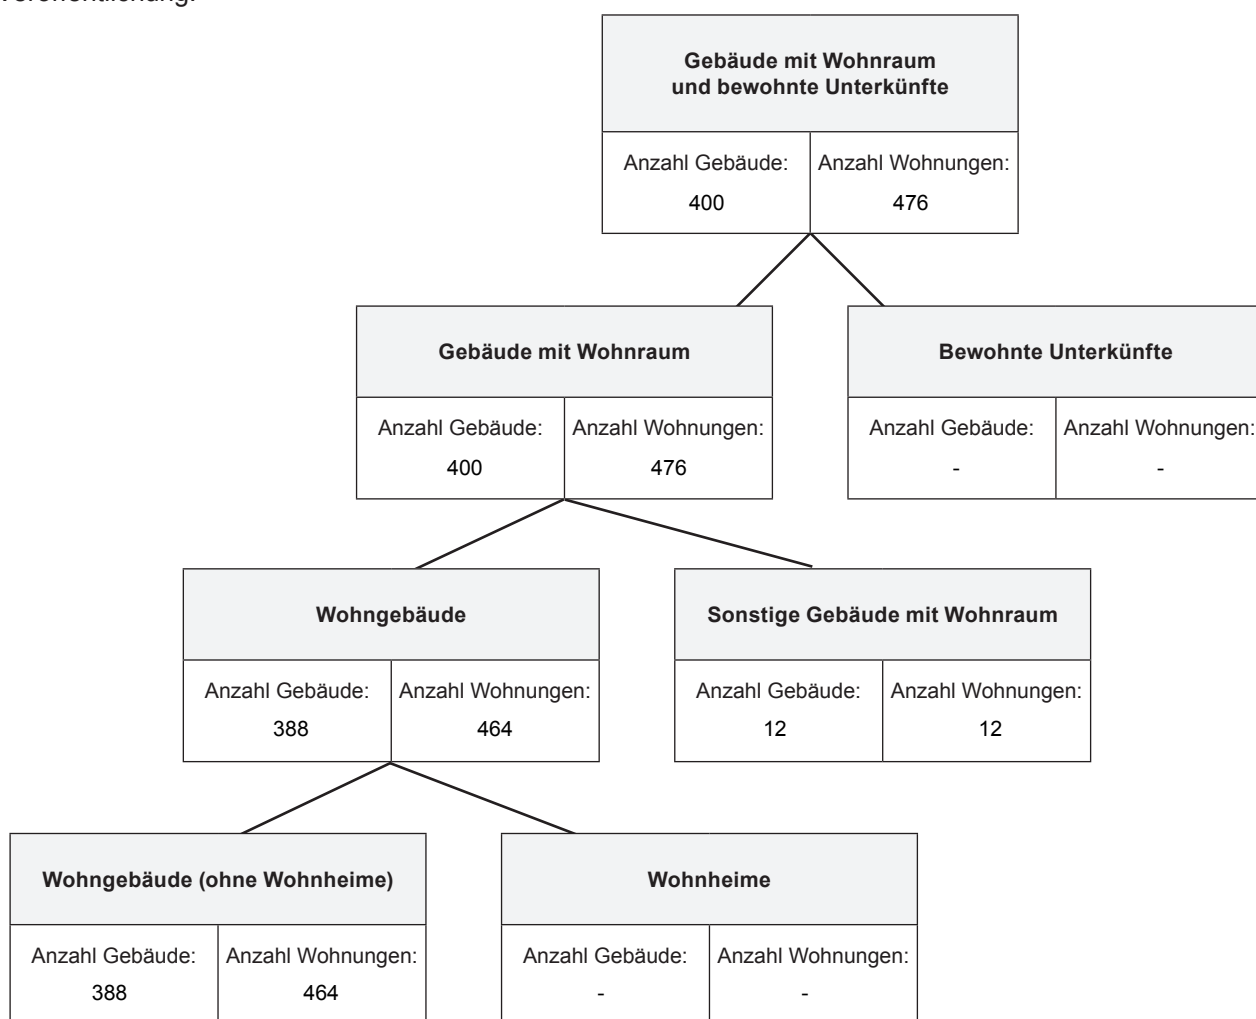 Veröffentlichung.
Gebäude mit Wohnraum
und bewohnte Unterkünfte
Anzahl Gebäude: Anzahl Wohnungen:
400 476
Gebäude mit Wohnraum Bewohnte Unterkünfte
Anzahl Gebäude: Anzahl Wohnungen: Anzahl Gebäude: Anzahl Wohnungen:
400 476 - -
Wohngebäude Sonstige Gebäude mit Wohnraum
Anzahl Gebäude: Anzahl Wohnungen: Anzahl Gebäude: Anzahl Wohnungen:
388 464 12 12
Wohngebäude (ohne Wohnheime) Wohnheime
Anzahl Gebäude: Anzahl Wohnungen: Anzahl Gebäude: Anzahl Wohnungen:
388 464 - -